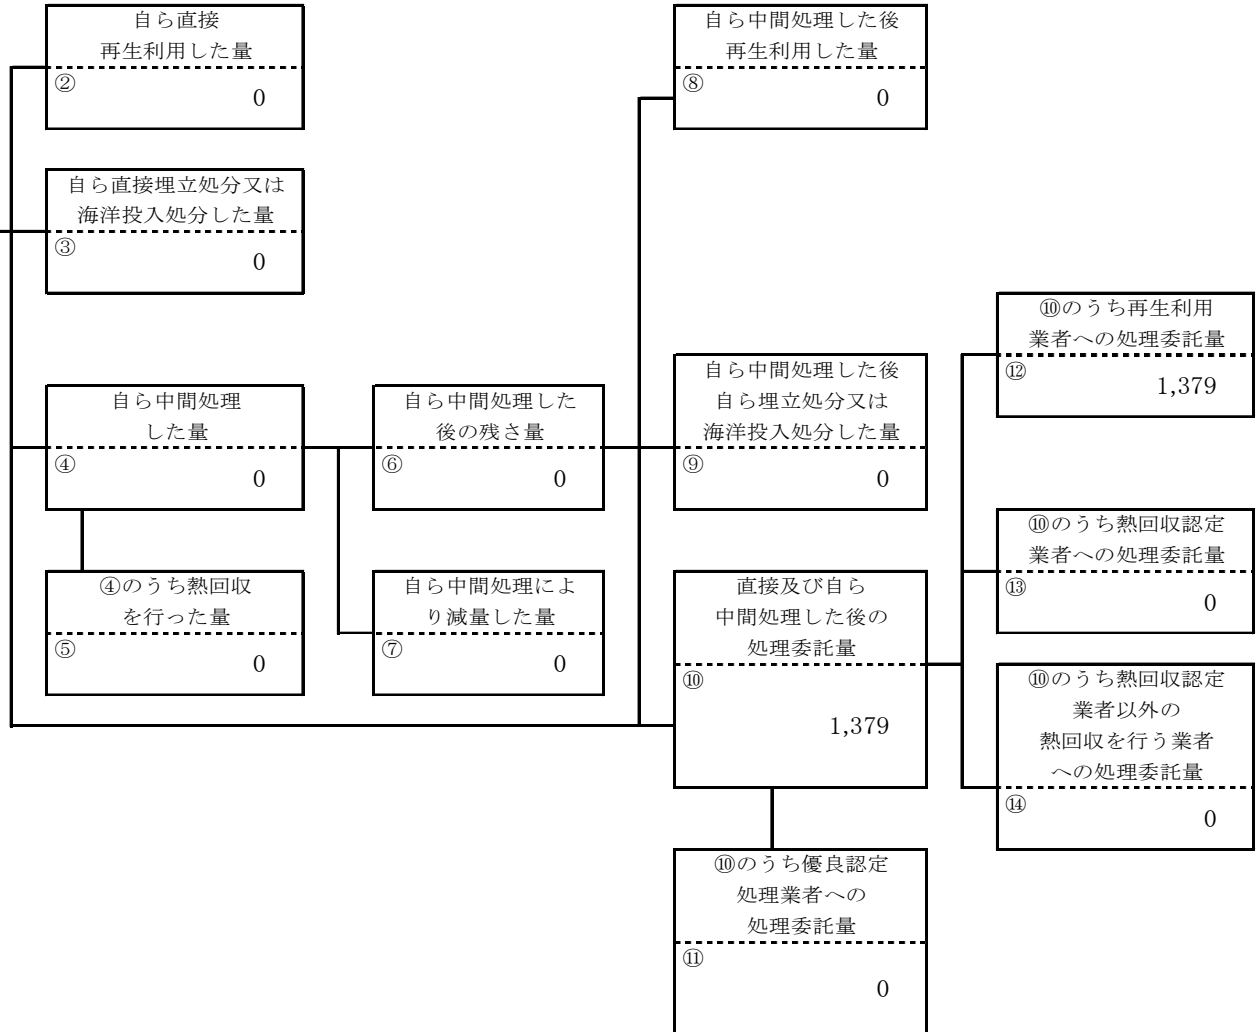 自ら直接
再生利用した量
②
0
自ら直接埋立処分又は
海洋投入処分した量
③
0
自ら中間処理
した量
④
0
④のうち熱回収
を行った量
⑤
0
自ら中間処理した
後の残さ量
⑥
0
自ら中間処理によ
り減量した量
⑦
0
自ら中間処理した後
再生利用した量
⑧
0
自ら中間処理した後
自ら埋立処分又は
海洋投入処分した量
⑨
0
直接及び自ら
中間処理した後の
処理委託量
⑩
1,379
⑩のうち優良認定
処理業者への
処理委託量
⑪
0
⑩のうち再生利用
業者への処理委託量
⑫
1,379
⑩のうち熱回収認定
業者への処理委託量
⑬
0
⑩のうち熱回収認定
業者以外の
熱回収を行う業者
への処理委託量
⑭
0